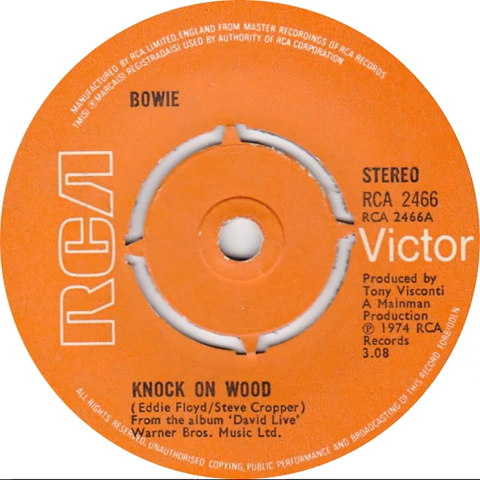 MANUFACTURED BY RCA LIMITED, ENGLAND FROM MASTER RECORDINGS OF RCA RECORDS
TM(S) ® MARCA(S) REGISTRADA(S) USED BY AUTHORITY OF RCA CORPORATION
BOWIE
RCA
STEREO
RCA 2466
RCA 2466A
Victor
Produced by
Tony Visconti
A Mainman
Production
Ⓟ 1974 RCA
Records
3.08
KNOCK ON WOOD
(Eddie Floyd/Steve Cropper)
From the album 'David Live'
Warner Bros. Music Ltd.
ALL RIGHTS RESERVED. UNAUTHORISED COPYING, PUBLIC PERFORMANCE AND BROADCASTING OF THIS RECORD FORBIDDEN